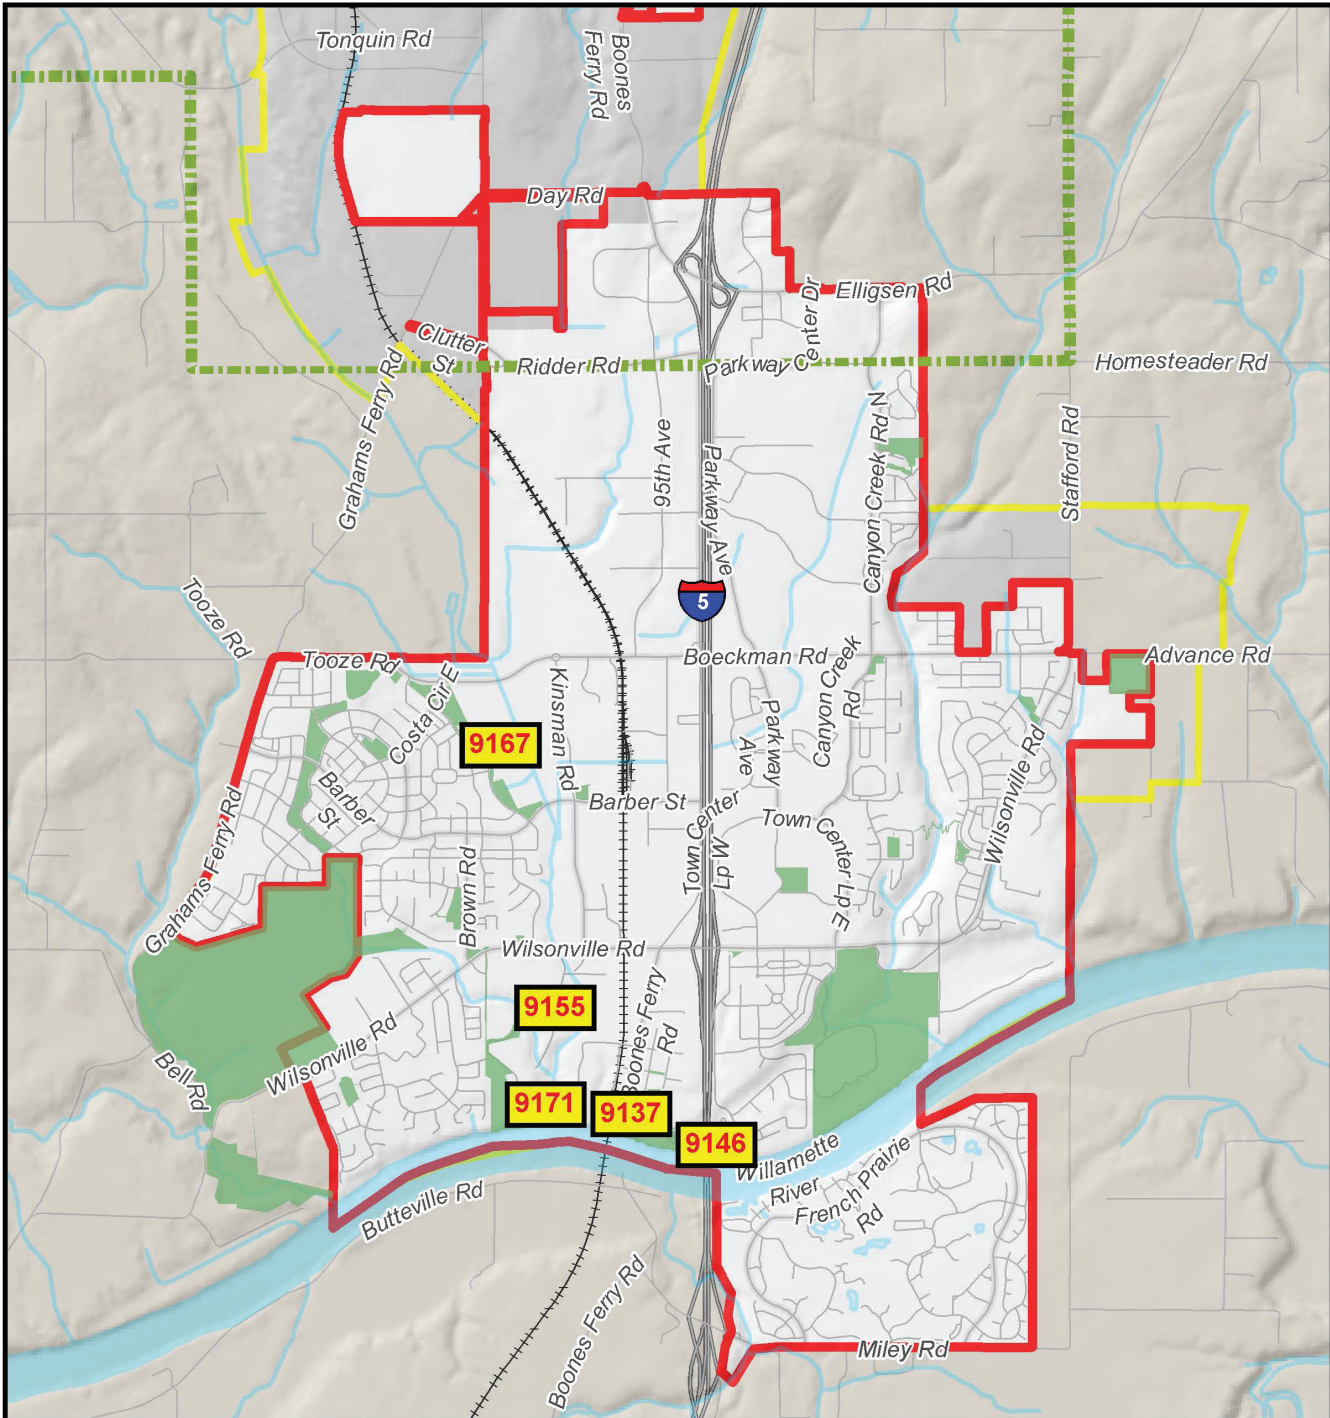 Tonquin Rd
Boones
Ferry Rd
Day Rd
Elligsen Rd
Clutter
St
Ridder Rd
Parkway Center Dr
Homesteader Rd
Grahams Ferry Rd
95th Ave
Parkway Ave
Canyon Creek Rd N
Stafford Rd
5
Tooze Rd
Tooze Rd
Boeckman Rd
Advance Rd
Costa Cir E
Kinsman Rd
Canyon Creek
Rd
Parkway
Ave
9167
Wilsonville Rd
Barber
St
Barber St
Town Center
Lp W
Town Center Lp E
Grahams Ferry Rd
Brown Rd
Wilsonville Rd
9155
Boones Ferry
Rd
Wilsonville Rd
Bell Rd
9171
9137
9146
Willamette
River
French Prairie
Rd
Butteville Rd
Boones Ferry Rd
Miley Rd